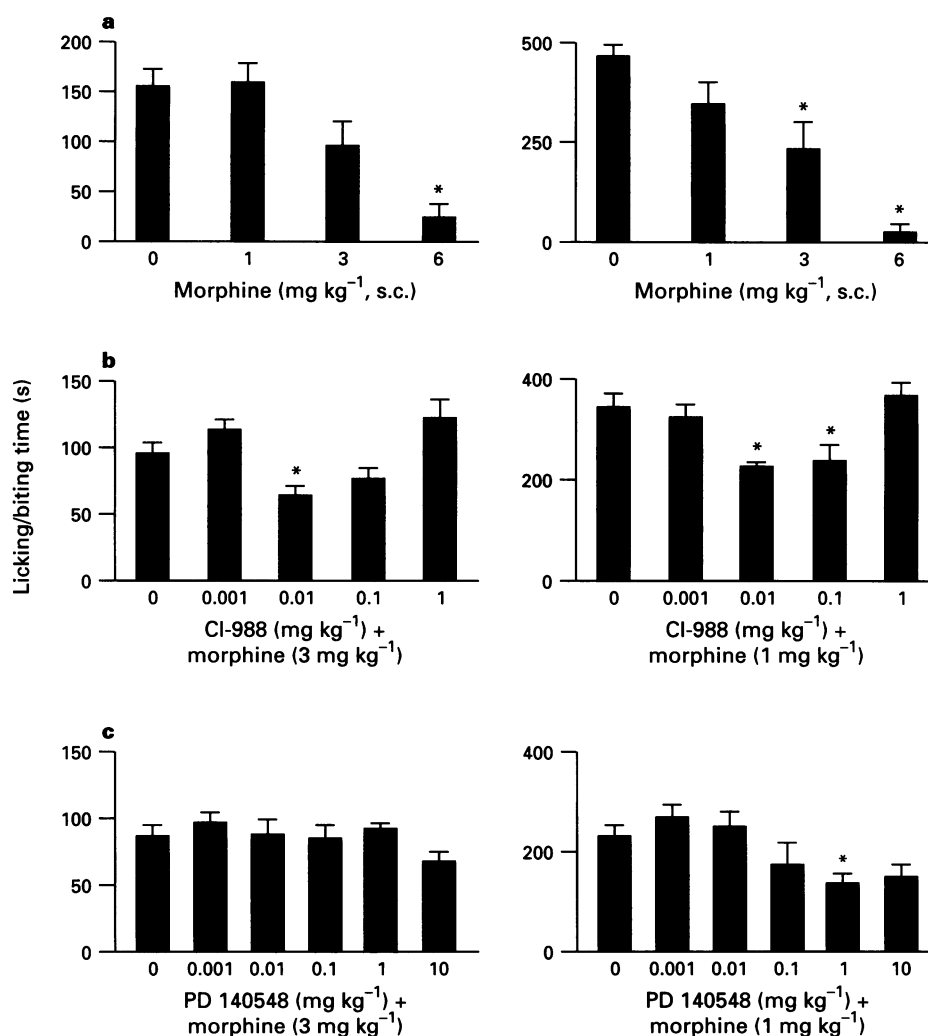 a
200
150
100
50
0
*
0 1 3 6
Morphine (mg kg⁻¹, s.c.)
500
250
0
*
*
0 1 3 6
Morphine (mg kg⁻¹, s.c.)
Licking/biting time (s)
b
150
100
50
0
*
0 0.001 0.01 0.1 1
CI-988 (mg kg⁻¹) +
morphine (3 mg kg⁻¹)
400
200
0
* *
0 0.001 0.01 0.1 1
CI-988 (mg kg⁻¹) +
morphine (1 mg kg⁻¹)
c
150
100
50
0
0 0.001 0.01 0.1 1 10
PD 140548 (mg kg⁻¹) +
morphine (3 mg kg⁻¹)
400
200
0
*
0 0.001 0.01 0.1 1 10
PD 140548 (mg kg⁻¹) +
morphine (1 mg kg⁻¹)